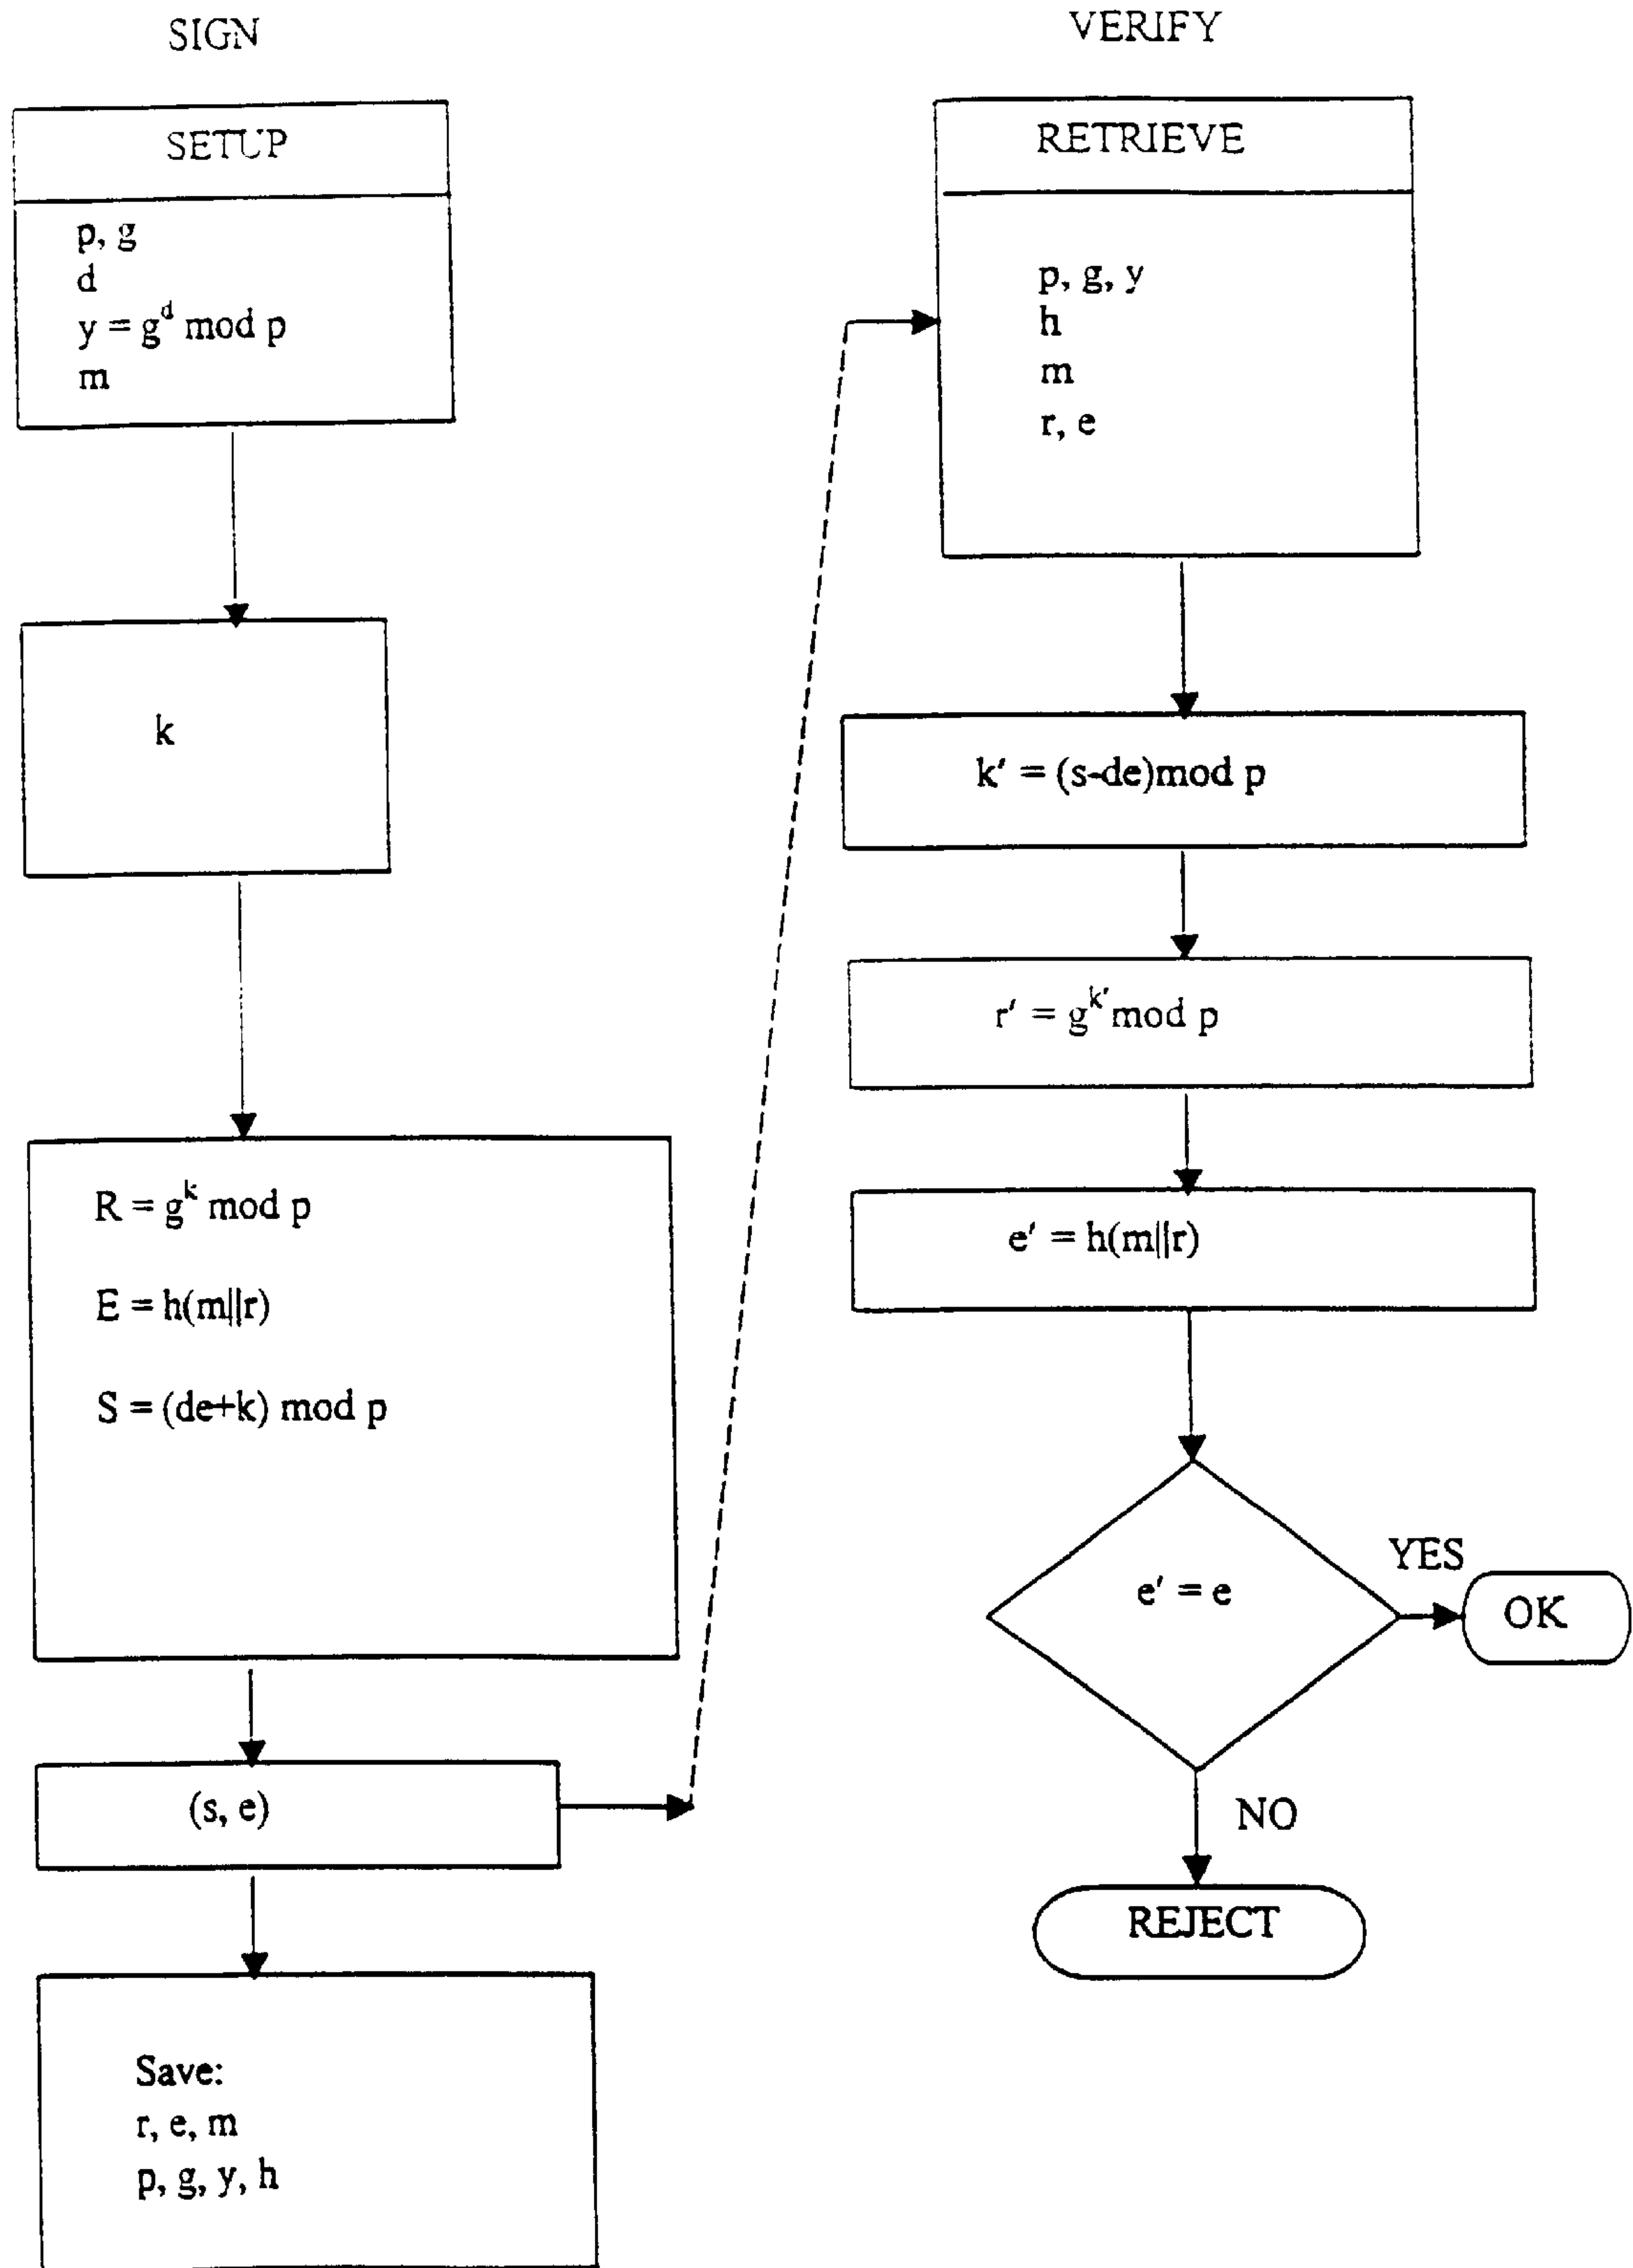 SIGN
SETUP
p, g
d
y = g^d mod p
m
k
R = g^k mod p
E = h(m||r)
S = (de+k) mod p
(s, e)
Save:
r, e, m
p, g, y, h
VERIFY
RETRIEVE
p, g, y
h
m
r, e
k' = (s-de)mod p
r' = g^k' mod p
e' = h(m||r)
e' = e
YES
OK
NO
REJECT